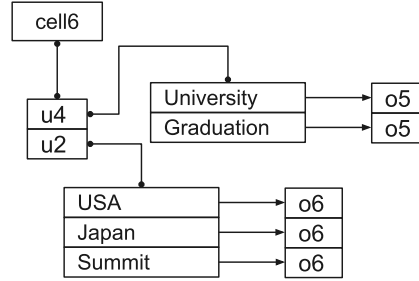 cell6
u4
u2
University o5
Graduation o5
USA o6
Japan o6
Summit o6